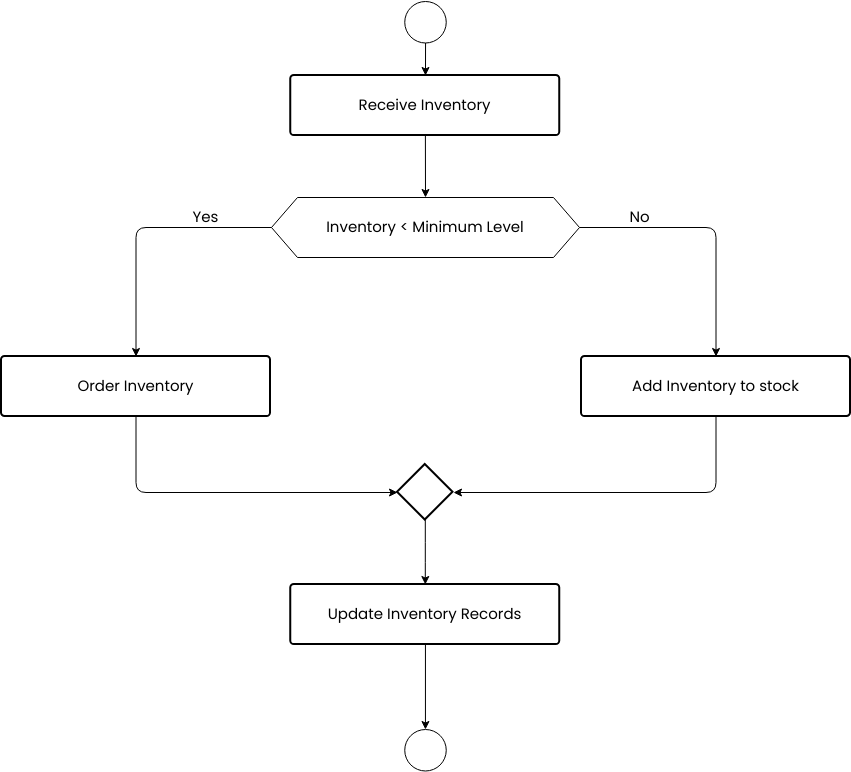 Receive Inventory
Yes
Inventory < Minimum Level
No
Order Inventory
Add Inventory to stock
Update Inventory Records